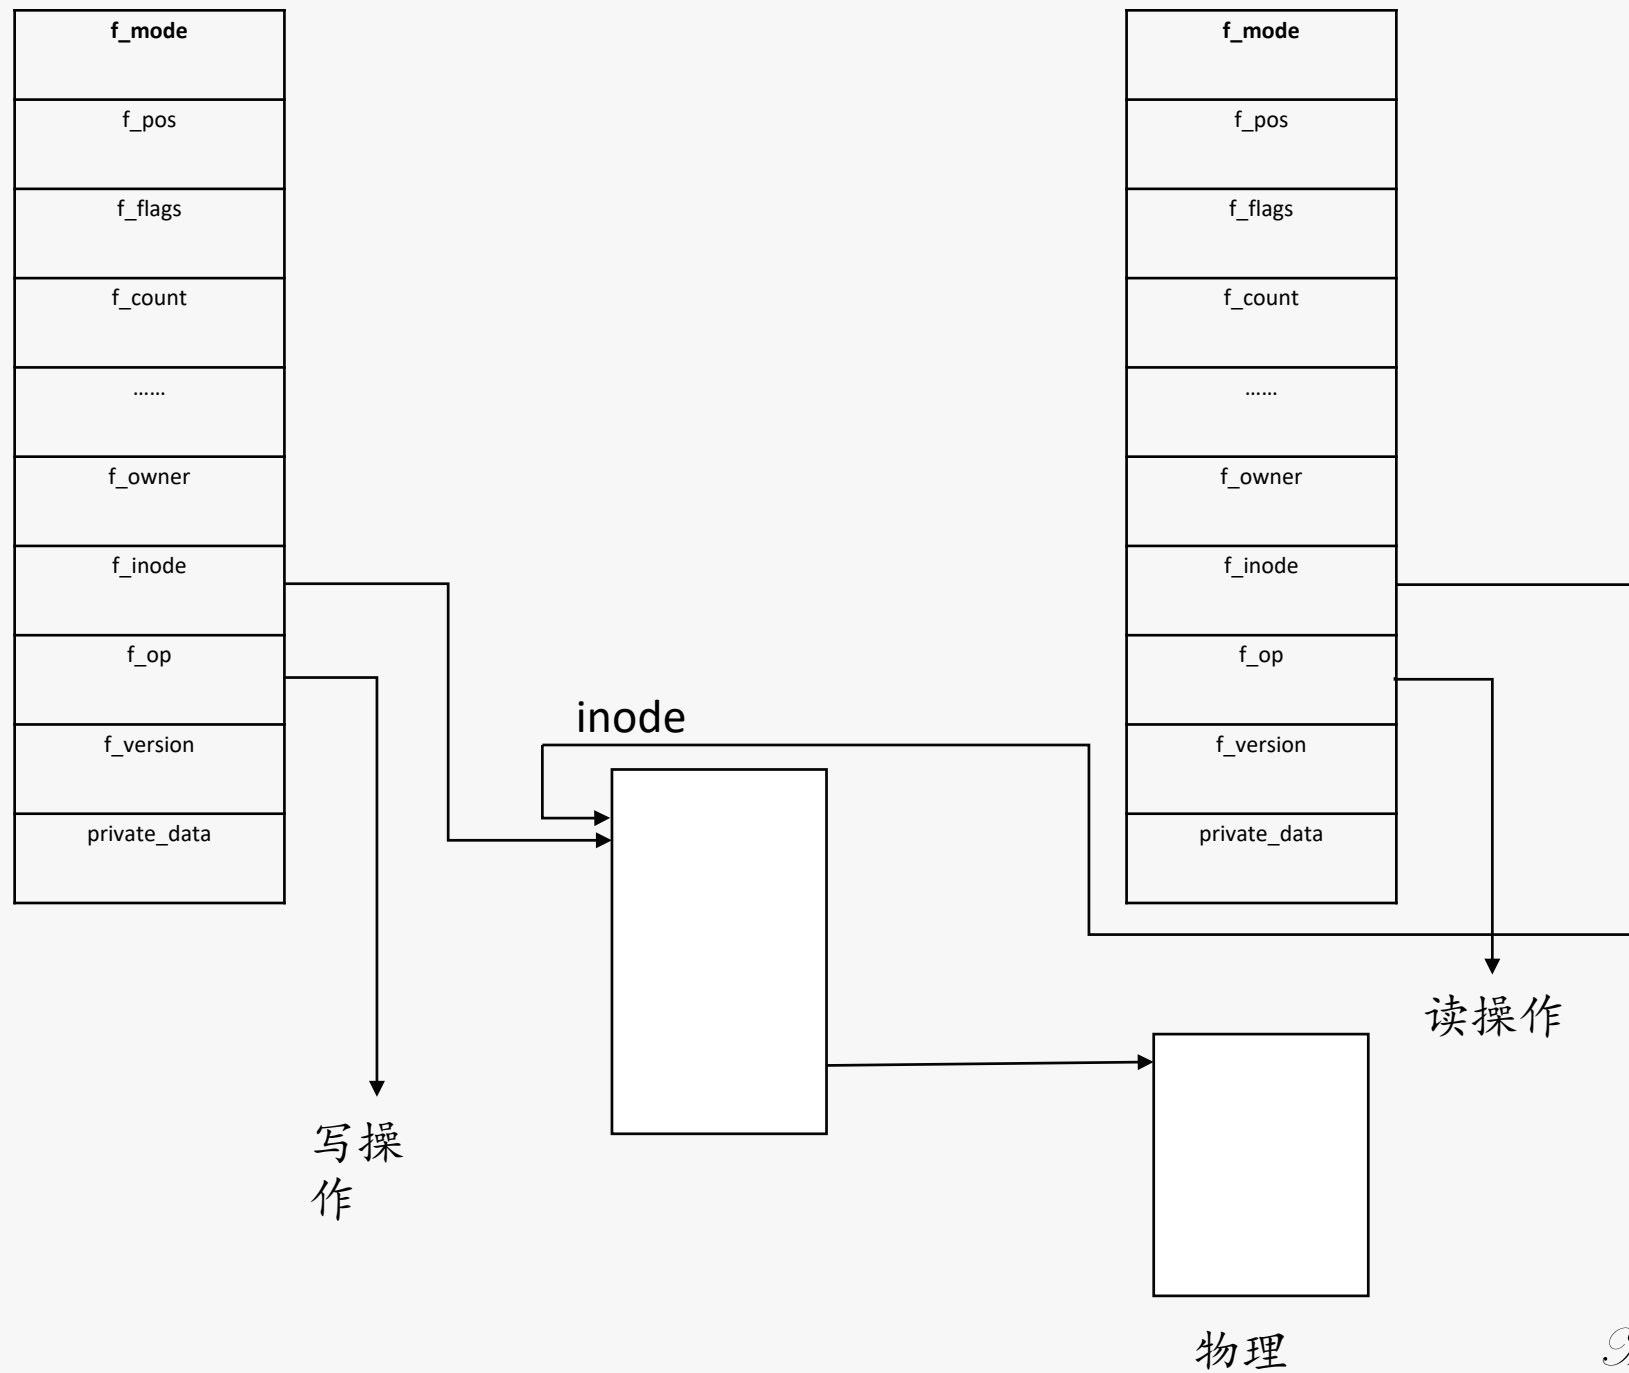 f_mode
f_pos
f_flags
f_count
......
f_owner
f_inode
f_op
f_version
private_data
f_mode
f_pos
f_flags
f_count
......
f_owner
f_inode
f_op
f_version
private_data
inode
读操作
写操
作
物理